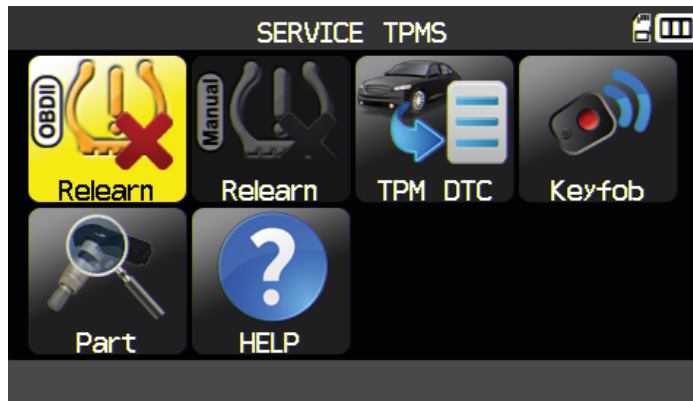 SERVICE TPMS
OBDII
Relearn
Manual
Relearn
TPM DTC
Keyfob
Part
HELP